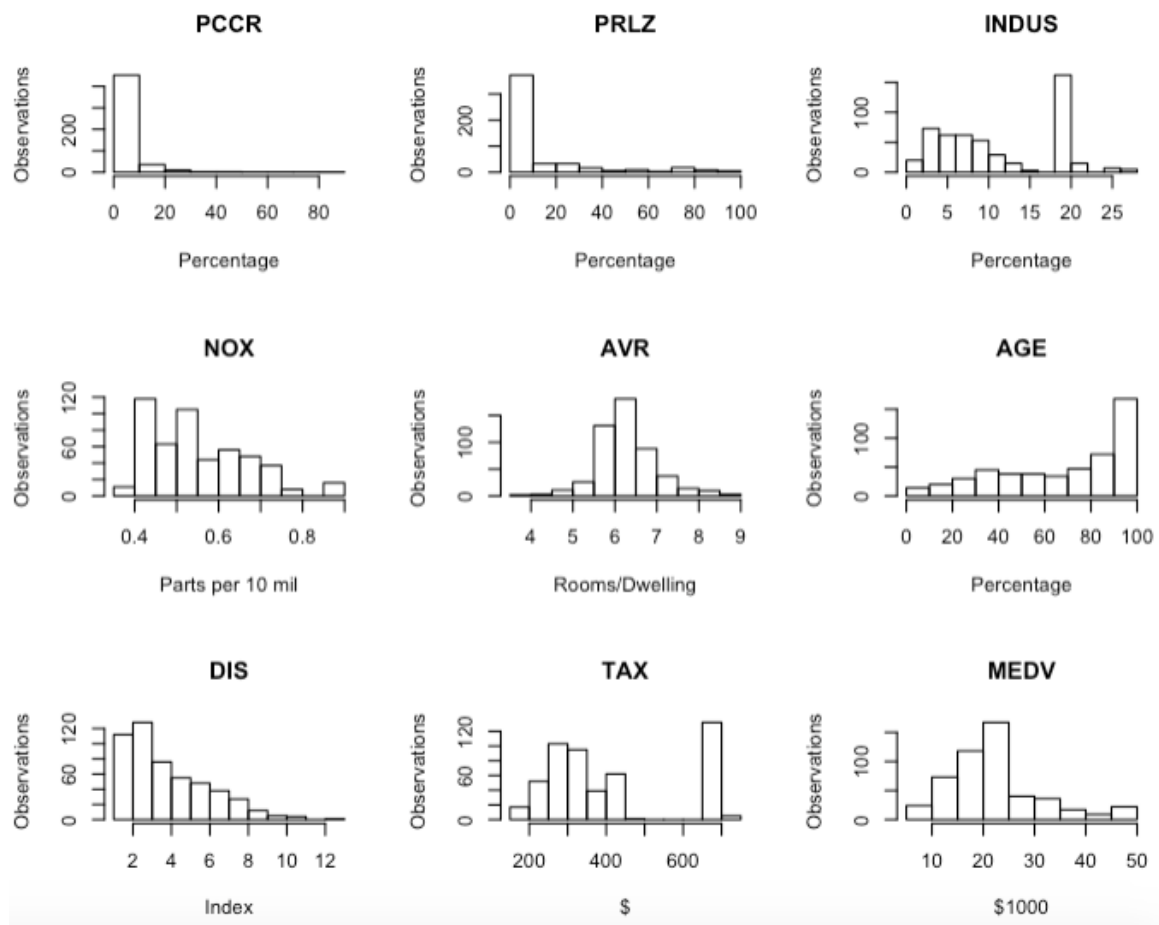 PCCR
PRLZ
INDUS
Observations
0 200
0 20 40 60 80
Percentage
Observations
0 200
0 20 40 60 80 100
Percentage
Observations
0 100
0 5 10 15 20 25
Percentage
NOX
AVR
AGE
Observations
0 60 120
0.4 0.6 0.8
Parts per 10 mil
Observations
0 100
4 5 6 7 8 9
Rooms/Dwelling
Observations
0 100
0 20 40 60 80 100
Percentage
DIS
TAX
MEDV
Observations
0 60 120
2 4 6 8 10 12
Index
Observations
0 60 120
200 400 600
$
Observations
0 100
10 20 30 40 50
$1000